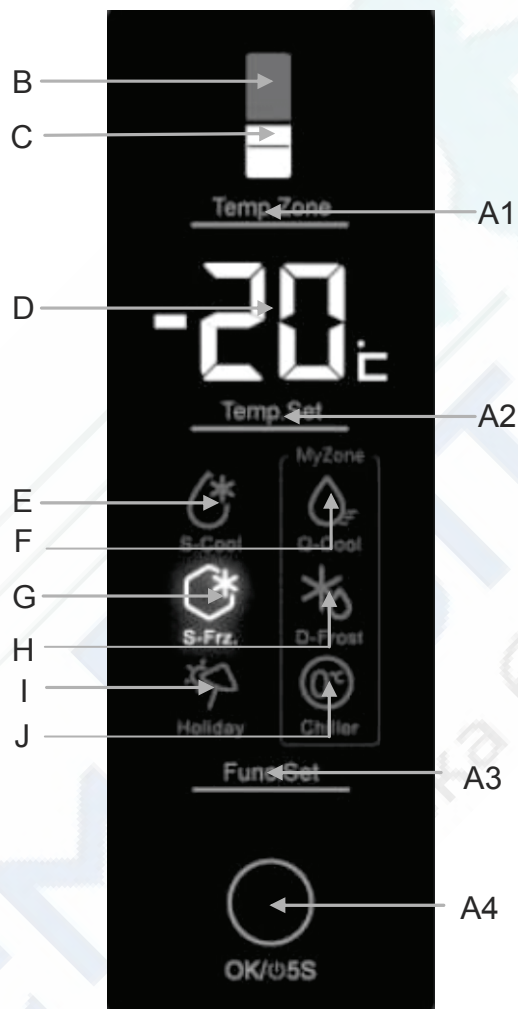 B
C
Temp.Zone
A1
D
-20℃
Temp.Set
A2
MyZone
E
F
S-Cool
Q-Cool
G
H
S-Frz.
D-Frost
0℃
I
J
Holiday
Chiller
Func.Set
A3
A4
OK/⏻5S